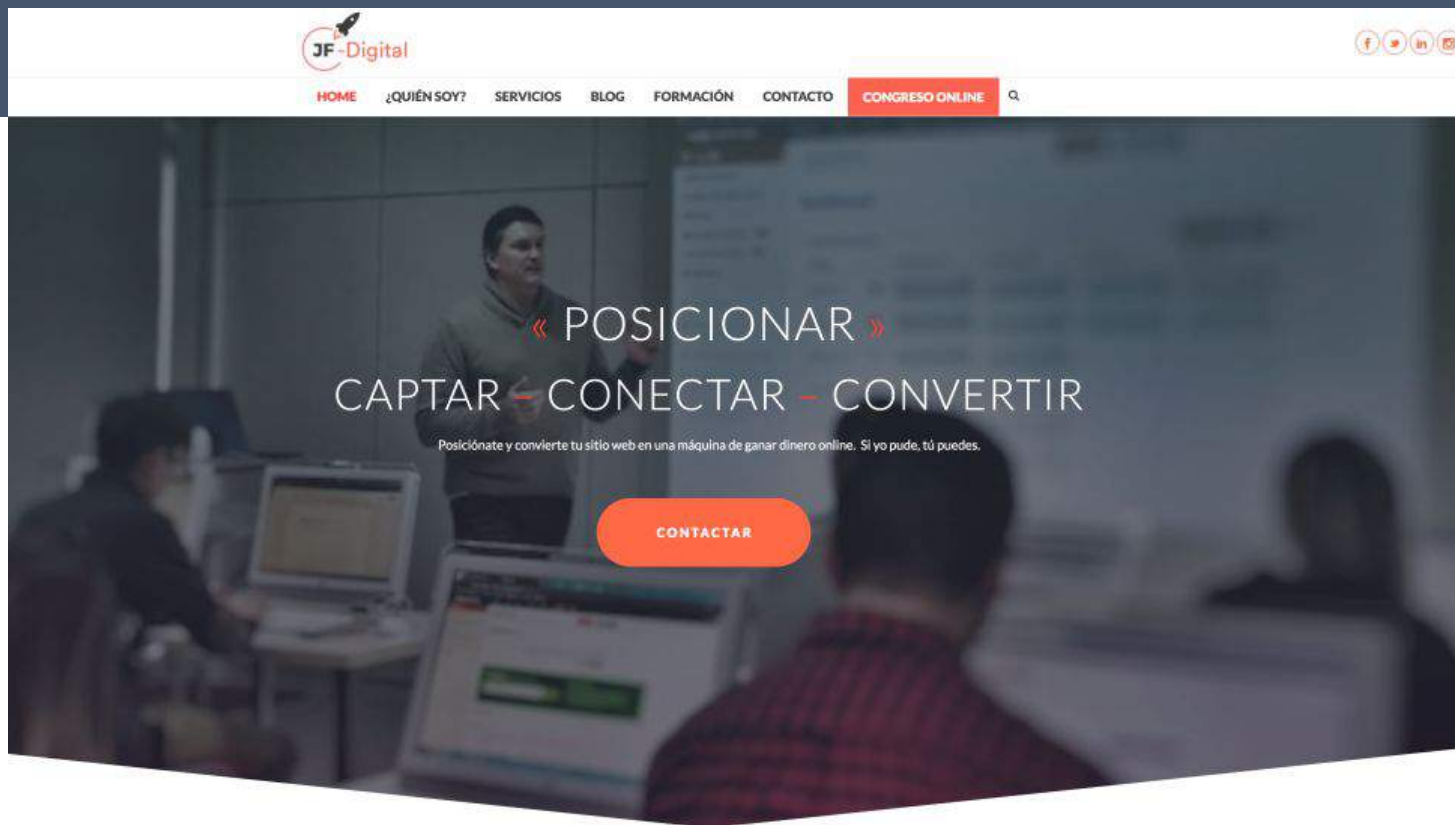 JF-Digital
HOME ¿QUIÉN SOY? SERVICIOS BLOG FORMACIÓN CONTACTO CONGRESO ONLINE
« POSICIONAR »
CAPTAR – CONECTAR – CONVERTIR
Posiciónate y convierte tu sitio web en una máquina de ganar dinero online. Si yo pude, tú puedes.
CONTACTAR